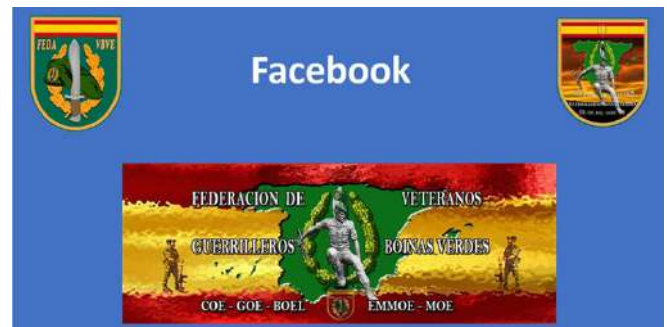 FEDA VBVE
Facebook
FEDERACION DE VETERANOS
GUERRILLEROS BOINAS VERDES
COE - GOE - BOEL EMMOE - MOE